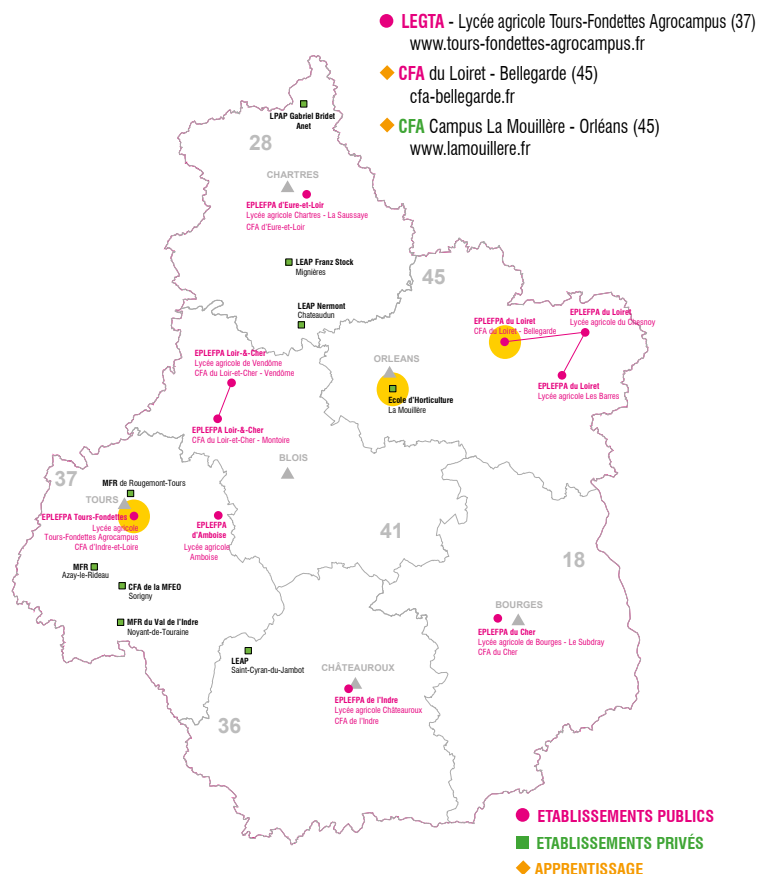 LEGTA - Lycée agricole Tours-Fondettes Agrocampus (37)
www.tours-fondettes-agrocampus.fr
CFA du Loiret - Bellegarde (45)
cfa-bellegarde.fr
CFA Campus La Mouillère - Orléans (45)
www.lamouillere.fr
LPAP Gabriel Bridet
Anet
28
CHARTRES
EPLEFPA d'Eure-et-Loir
Lycée agricole Chartres - La Saussaye
CFA d'Eure-et-Loir
LEAP Franz Stock
Mignières
LEAP Nermont
Chateaudun
45
EPLEFPA du Loiret
CFA du Loiret - Bellegarde
EPLEFPA du Loiret
Lycée agricole du Chesnoy
EPLEFPA du Loiret
Lycée agricole Les Barres
ORLEANS
Ecole d'Horticulture
La Mouillère
EPLEFPA Loir-&-Cher
Lycée agricole de Vendôme
CFA du Loir-et-Cher - Vendôme
EPLEFPA Loir-&-Cher
CFA du Loir-et-Cher - Montoire
BLOIS
41
37
MFR de Rougemont-Tours
TOURS
EPLEFPA Tours-Fondettes
Lycée agricole
Tours-Fondettes Agrocampus
CFA d'Indre-et-Loire
EPLEFPA
d'Amboise
Lycée agricole
Amboise
MFR
Azay-le-Rideau
CFA de la MFEO
Sorigny
MFR du Val de l'Indre
Noyant-de-Touraine
18
BOURGES
EPLEFPA du Cher
Lycée agricole de Bourges - Le Subdray
CFA du Cher
LEAP
Saint-Cyran-du-Jambot
CHÂTEAUROUX
EPLEFPA de l'Indre
Lycée agricole Châteauroux
CFA de l'Indre
36
ETABLISSEMENTS PUBLICS
ETABLISSEMENTS PRIVÉS
APPRENTISSAGE